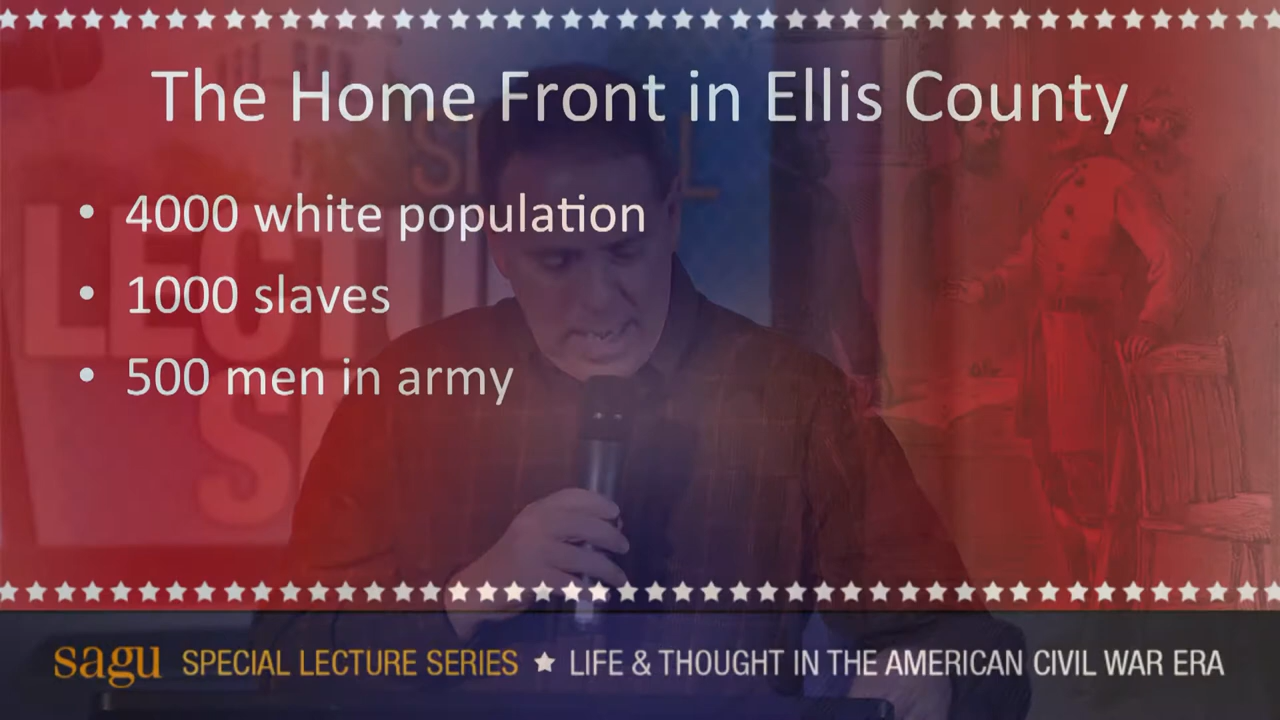 The Home Front in Ellis County
• 4000 white population
• 1000 slaves
• 500 men in army
sagu SPECIAL LECTURE SERIES ★ LIFE & THOUGHT IN THE AMERICAN CIVIL WAR ERA